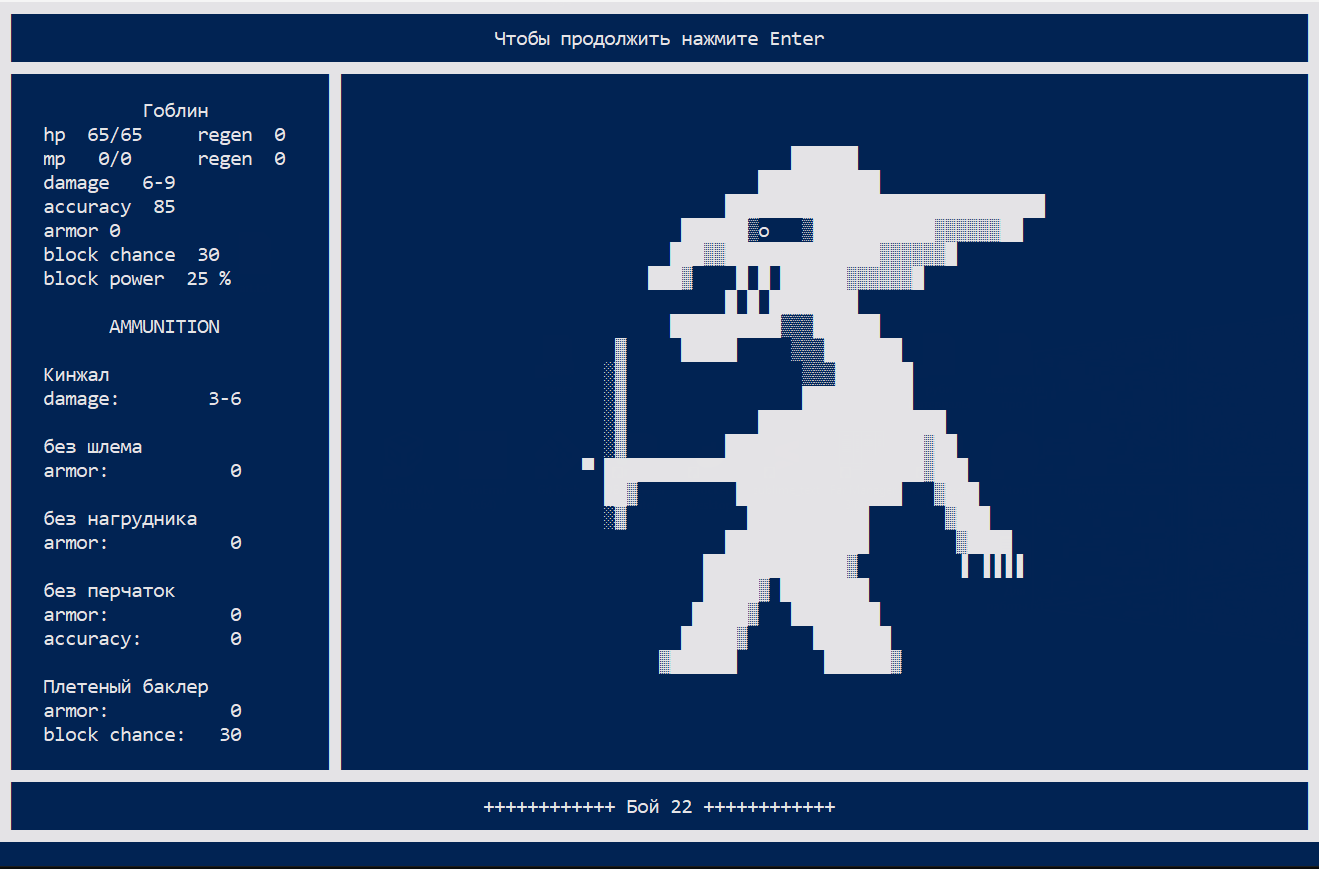 Чтобы продолжить нажмите Enter
Гоблин
hp 65/65 regen 0
mp 0/0 regen 0
damage 6-9
accuracy 85
armor 0
block chance 30
block power 25 %
AMMUNITION
Кинжал
damage: 3-6
без шлема
armor: 0
без нагрудника
armor: 0
без перчаток
armor: 0
accuracy: 0
Плетеный баклер
armor: 0
block chance: 30
++++++++++++ Бой 22 ++++++++++++